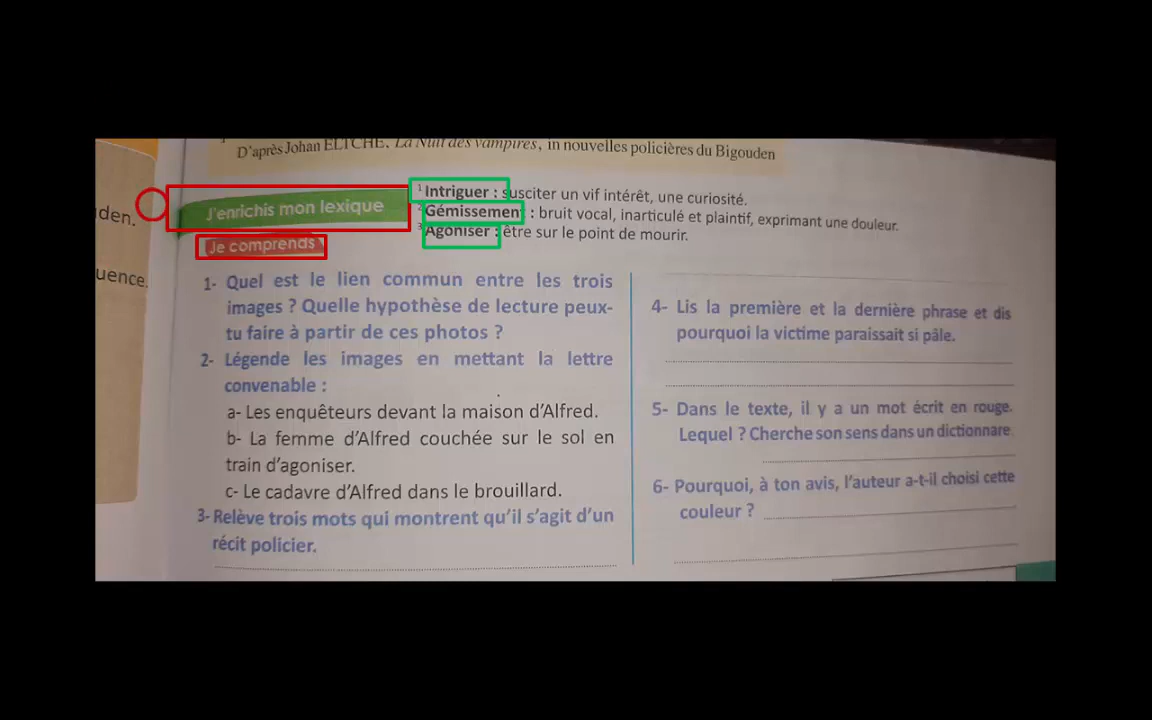 D'après Johan ELTCHE. La Nuit des vampires, in nouvelles policières du Bigouden
den.
uence.
J'enrichis mon lexique
1 Intriguer : susciter un vif intérêt, une curiosité.
2 Gémissement : bruit vocal, inarticulé et plaintif, exprimant une douleur.
3 Agoniser : être sur le point de mourir.
Je comprends
1- Quel est le lien commun entre les trois
images ? Quelle hypothèse de lecture peux-
tu faire à partir de ces photos ?
2- Légende les images en mettant la lettre
convenable :
a- Les enquêteurs devant la maison d'Alfred.
b- La femme d'Alfred couchée sur le sol en
train d'agoniser.
c- Le cadavre d'Alfred dans le brouillard.
3- Relève trois mots qui montrent qu'il s'agit d'un
récit policier.
4- Lis la première et la dernière phrase et dis
pourquoi la victime paraissait si pâle.
5- Dans le texte, il y a un mot écrit en rouge.
Lequel ? Cherche son sens dans un dictionnare.
6- Pourquoi, à ton avis, l'auteur a-t-il choisi cette
couleur ?